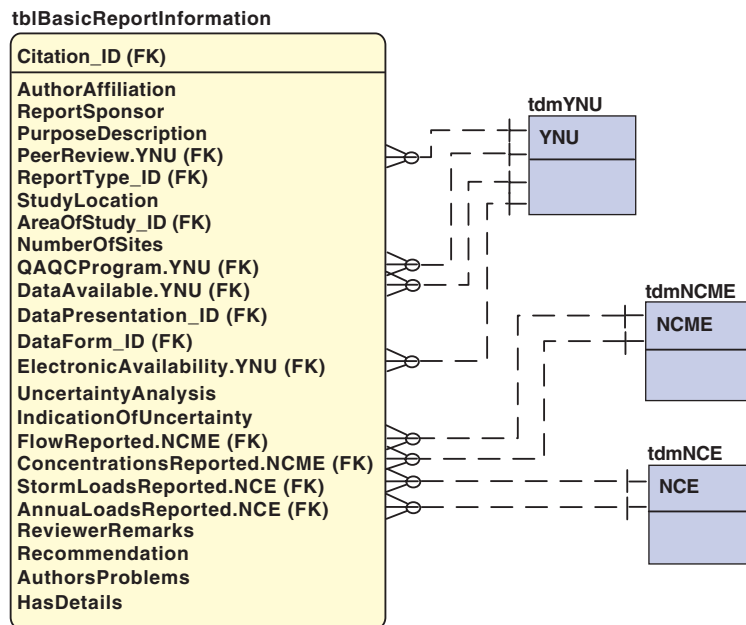 tblBasicReportInformation
Citation_ID (FK)
AuthorAffiliation
ReportSponsor
PurposeDescription
PeerReview.YNU (FK)
ReportType_ID (FK)
StudyLocation
AreaOfStudy_ID (FK)
NumberOfSites
QAQCProgram.YNU (FK)
DataAvailable.YNU (FK)
DataPresentation_ID (FK)
DataForm_ID (FK)
ElectronicAvailability.YNU (FK)
UncertaintyAnalysis
IndicationOfUncertainty
FlowReported.NCME (FK)
ConcentrationsReported.NCME (FK)
StormLoadsReported.NCE (FK)
AnnuaLoadsReported.NCE (FK)
ReviewerRemarks
Recommendation
AuthorsProblems
HasDetails
tdmYNU
YNU
tdmNCME
NCME
tdmNCE
NCE